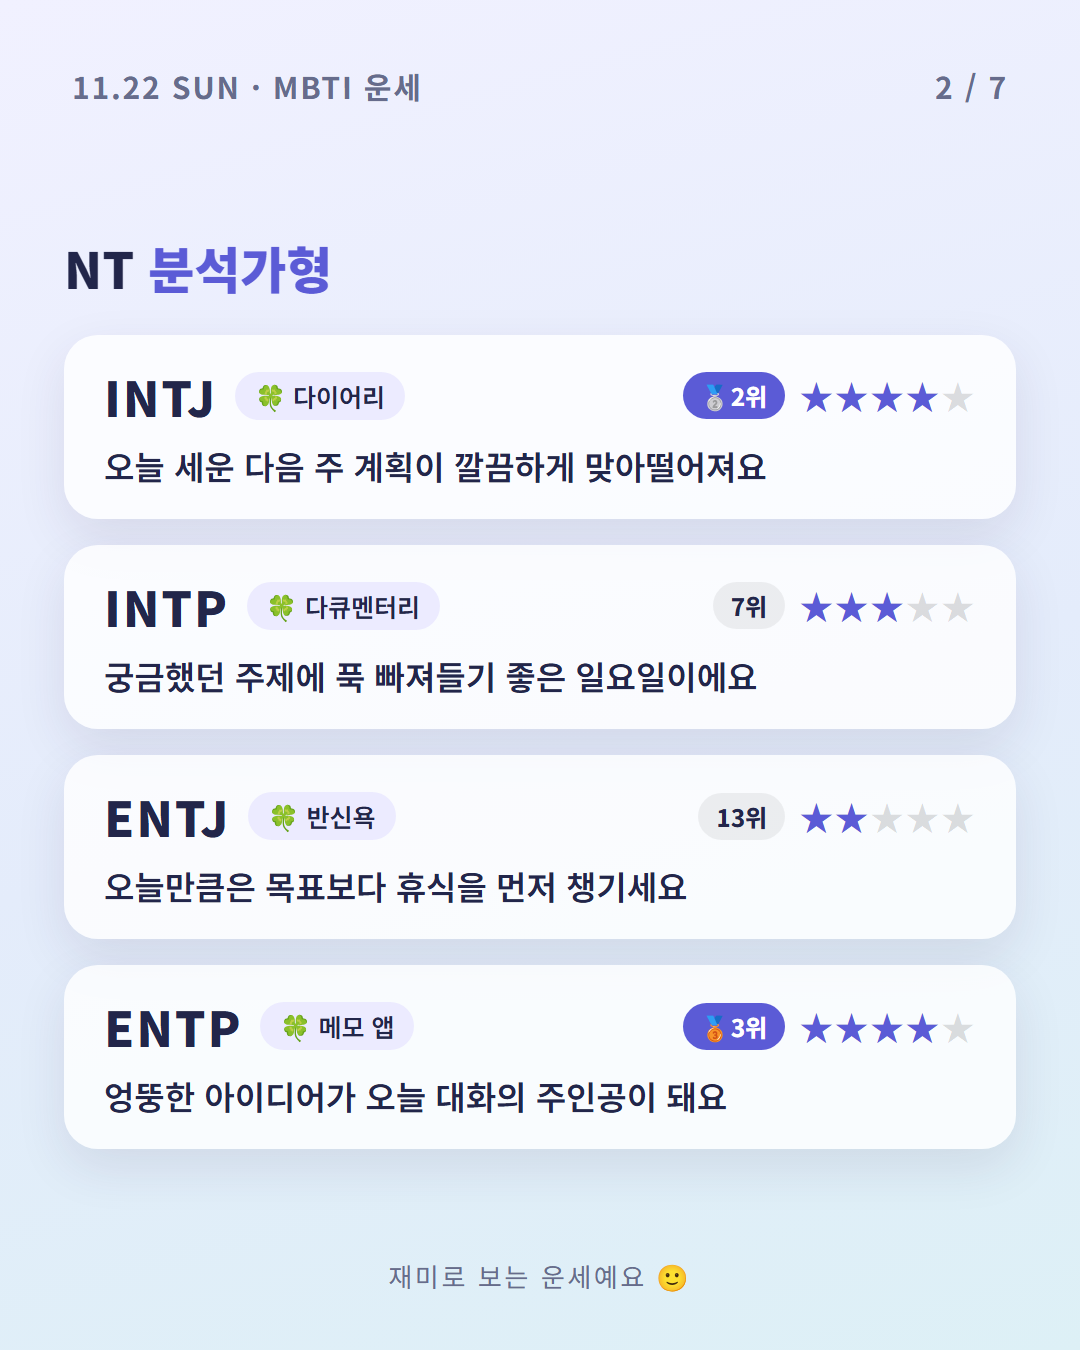 11.22 SUN · MBTI 운세
2 / 7
NT 분석가형
INTJ 🍀 다이어리 🥈 2위 ★★★★★
오늘 세운 다음 주 계획이 깔끔하게 맞아떨어져요
INTP 🍀 다큐멘터리 7위 ★★★★★
궁금했던 주제에 푹 빠져들기 좋은 일요일이에요
ENTJ 🍀 반신욕 13위 ★★★★★
오늘만큼은 목표보다 휴식을 먼저 챙기세요
ENTP 🍀 메모 앱 🥉 3위 ★★★★★
엉뚱한 아이디어가 오늘 대화의 주인공이 돼요
재미로 보는 운세예요 🙂